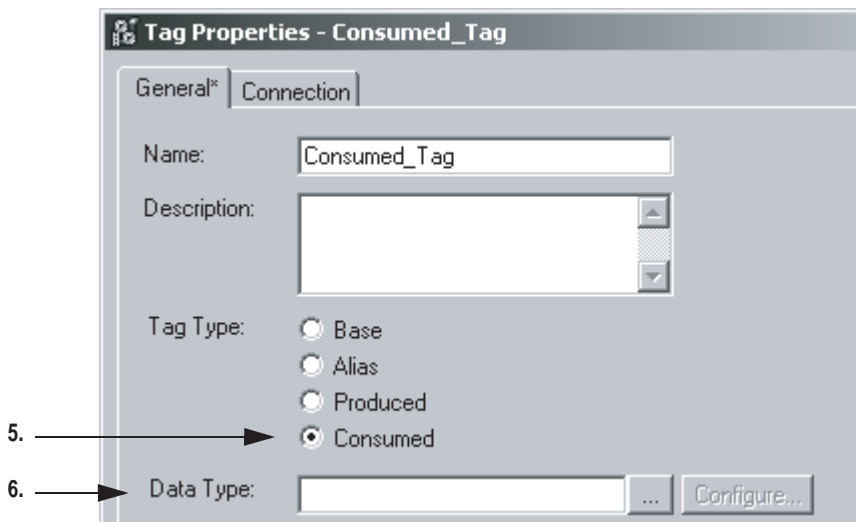 Tag Properties - Consumed_Tag
General* Connection
Name: Consumed_Tag
Description:
Tag Type: Base
Alias
Produced
5. Consumed
6. Data Type: ... Configure...